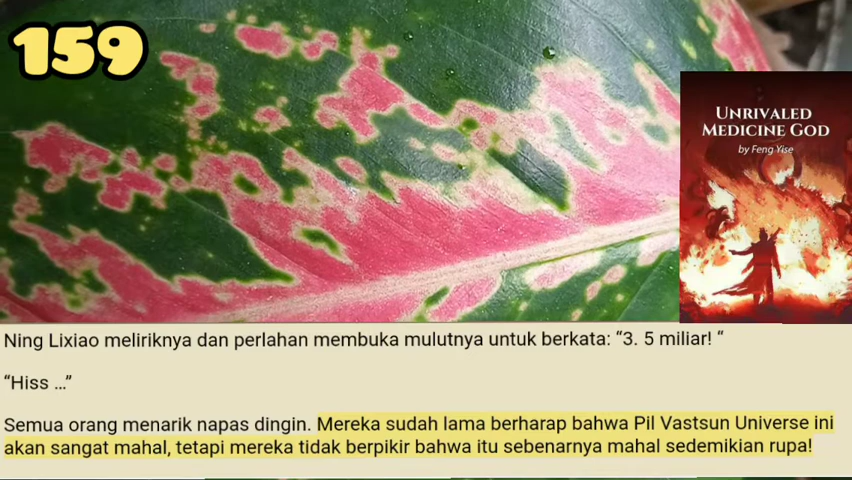 159
UNRIVALED
MEDICINE GOD
by Feng Yise
Ning Lixiao meliriknya dan perlahan membuka mulutnya untuk berkata: “3. 5 miliar! “
“Hiss ...”
Semua orang menarik napas dingin. Mereka sudah lama berharap bahwa Pil Vastsun Universe ini
akan sangat mahal, tetapi mereka tidak berpikir bahwa itu sebenarnya mahal sedemikian rupa!